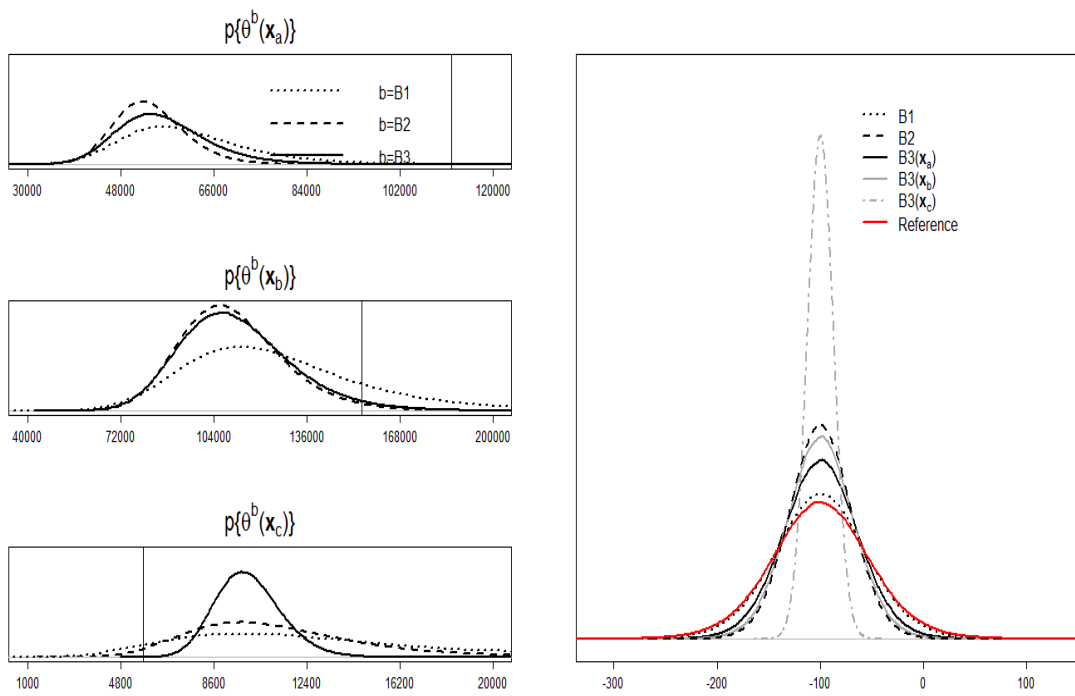 p{θ^b(x_a)}
b=B1
b=B2
b=B3
30000 48000 66000 84000 102000 120000
p{θ^b(x_b)}
40000 72000 104000 136000 168000 200000
p{θ^b(x_c)}
1000 4800 8600 12400 16200 20000
B1
B2
B3(x_a)
B3(x_b)
B3(x_c)
Reference
-300 -200 -100 0 100